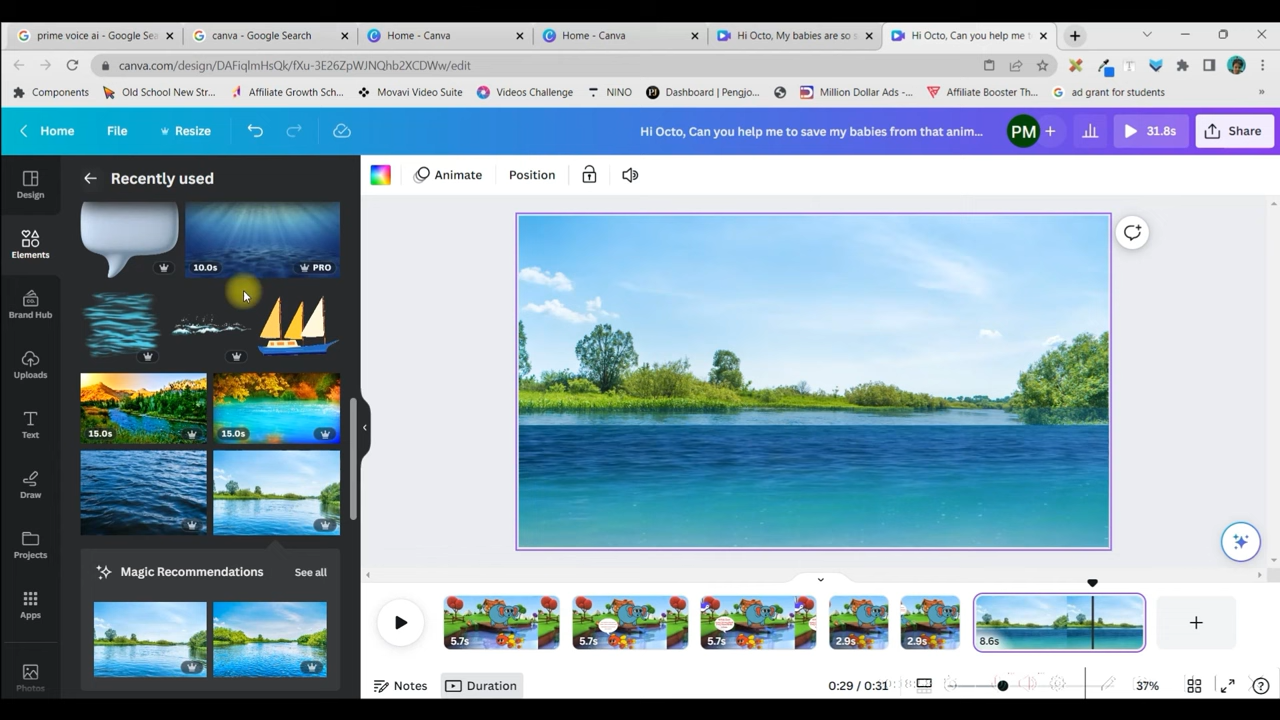 prime voice ai - Google Sea
canva - Google Search
Home - Canva
Home - Canva
Hi Octo, My babies are so s
Hi Octo, Can you help me t
canva.com/design/DAFiqlmHsQk/fXu-3E26ZpWJNQhb2XCDWw/edit
Components
Old School New Str...
Affiliate Growth Sch...
Movavi Video Suite
Videos Challenge
NINO
Dashboard | Pengjo...
Million Dollar Ads -...
Affiliate Booster Th...
ad grant for students
Home
File
Resize
Hi Octo, Can you help me to save my babies from that anim...
PM
31.8s
Share
Design
Elements
Brand Hub
Uploads
Text
Draw
Projects
Apps
Photos
Recently used
10.0s
PRO
15.0s
15.0s
Magic Recommendations
See all
Animate
Position
5.7s
5.7s
5.7s
2.9s
2.9s
8.6s
Notes
Duration
0:29 / 0:31
37%